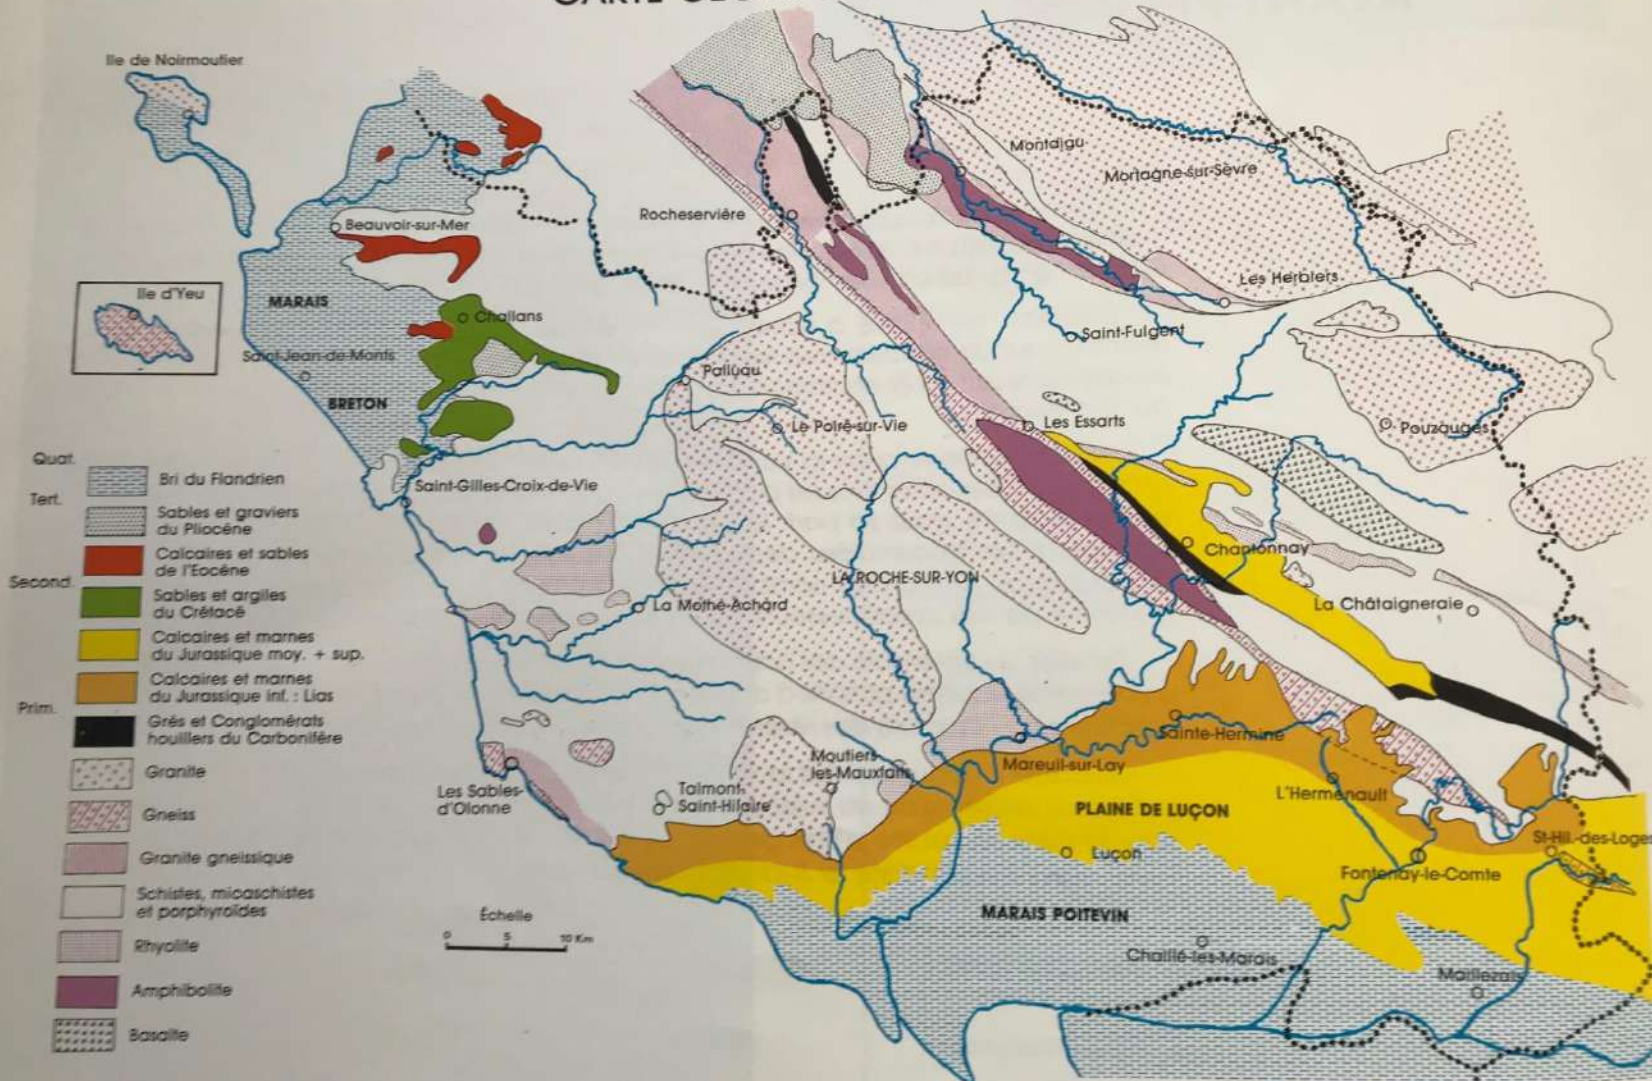 Ile de Noirmoutier
Montaigu
Mortagne-sur-Sèvre
Rocheservière
Beauvoir-sur-Mer
Les Herbiers
Ile d'Yeu
MARAIS
Challans
Saint-Fulgent
Saint-Jean-de-Monts
Palluau
BRETON
Le Poiré-sur-Vie
Les Essarts
Pouzauges
Saint-Gilles-Croix-de-Vie
Chantonnay
LA ROCHE-SUR-YON
La Mothe-Achard
La Châtaigneraie
Sainte-Hermine
Moutiers-
les-Mauxfaits
Mareuil-sur-Lay
Les Sables-
d'Olonne
Talmont-
Saint-Hilaire
L'Hermenault
PLAINE DE LUÇON
St-Hil.-des-Loges
Luçon
Fontenay-le-Comte
MARAIS POITEVIN
Chaillé-les-Marais
Maillezais
Quat.
Bri du Flandrien
Tert.
Sables et graviers
du Pliocène
Calcaires et sables
de l'Eocène
Second.
Sables et argiles
du Crétacé
Calcaires et marnes
du Jurassique moy. + sup.
Calcaires et marnes
du Jurassique inf. : Lias
Prim.
Grès et Conglomérats
houillers du Carbonifère
Granite
Gneiss
Granite gneissique
Schistes, micaschistes
et porphyroïdes
Rhyolite
Amphibolite
Basalte
Échelle
0 5 10 Km